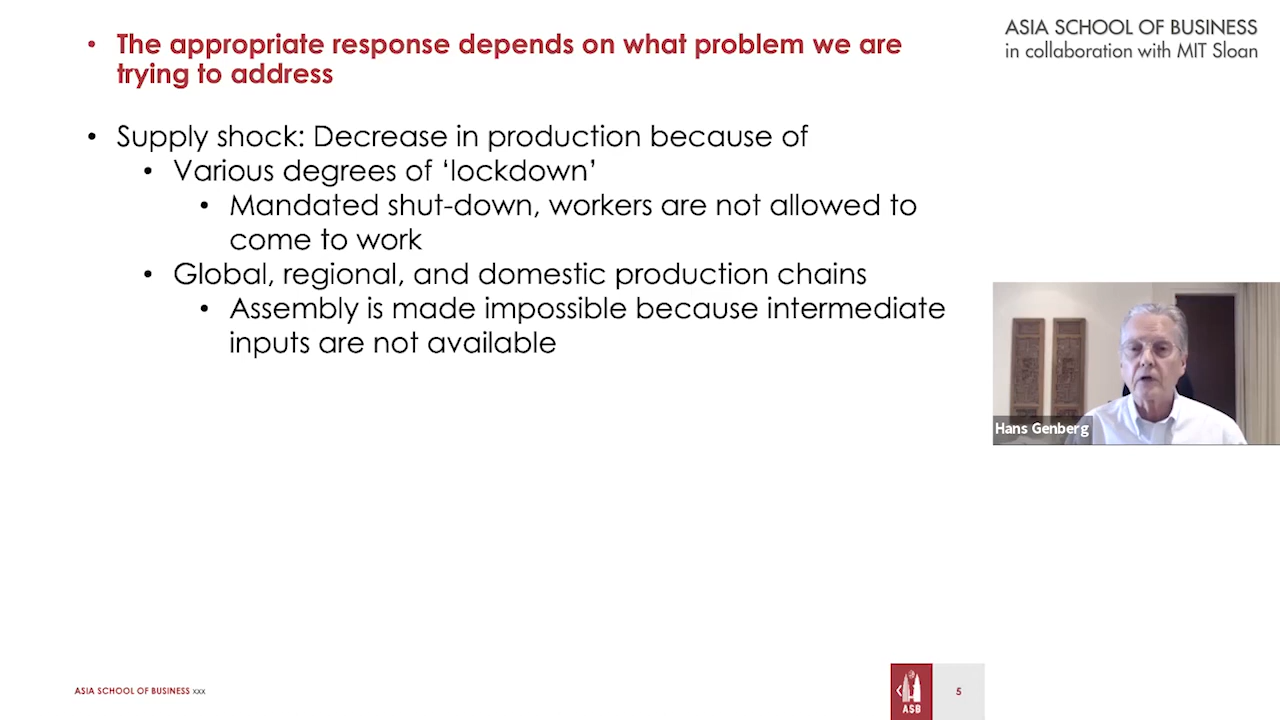 • The appropriate response depends on what problem we are
trying to address
• Supply shock: Decrease in production because of
• Various degrees of ‘lockdown’
• Mandated shut-down, workers are not allowed to
come to work
• Global, regional, and domestic production chains
• Assembly is made impossible because intermediate
inputs are not available
ASIA SCHOOL OF BUSINESS
in collaboration with MIT Sloan
Hans Genberg
ASIA SCHOOL OF BUSINESS xxx
ASB
5